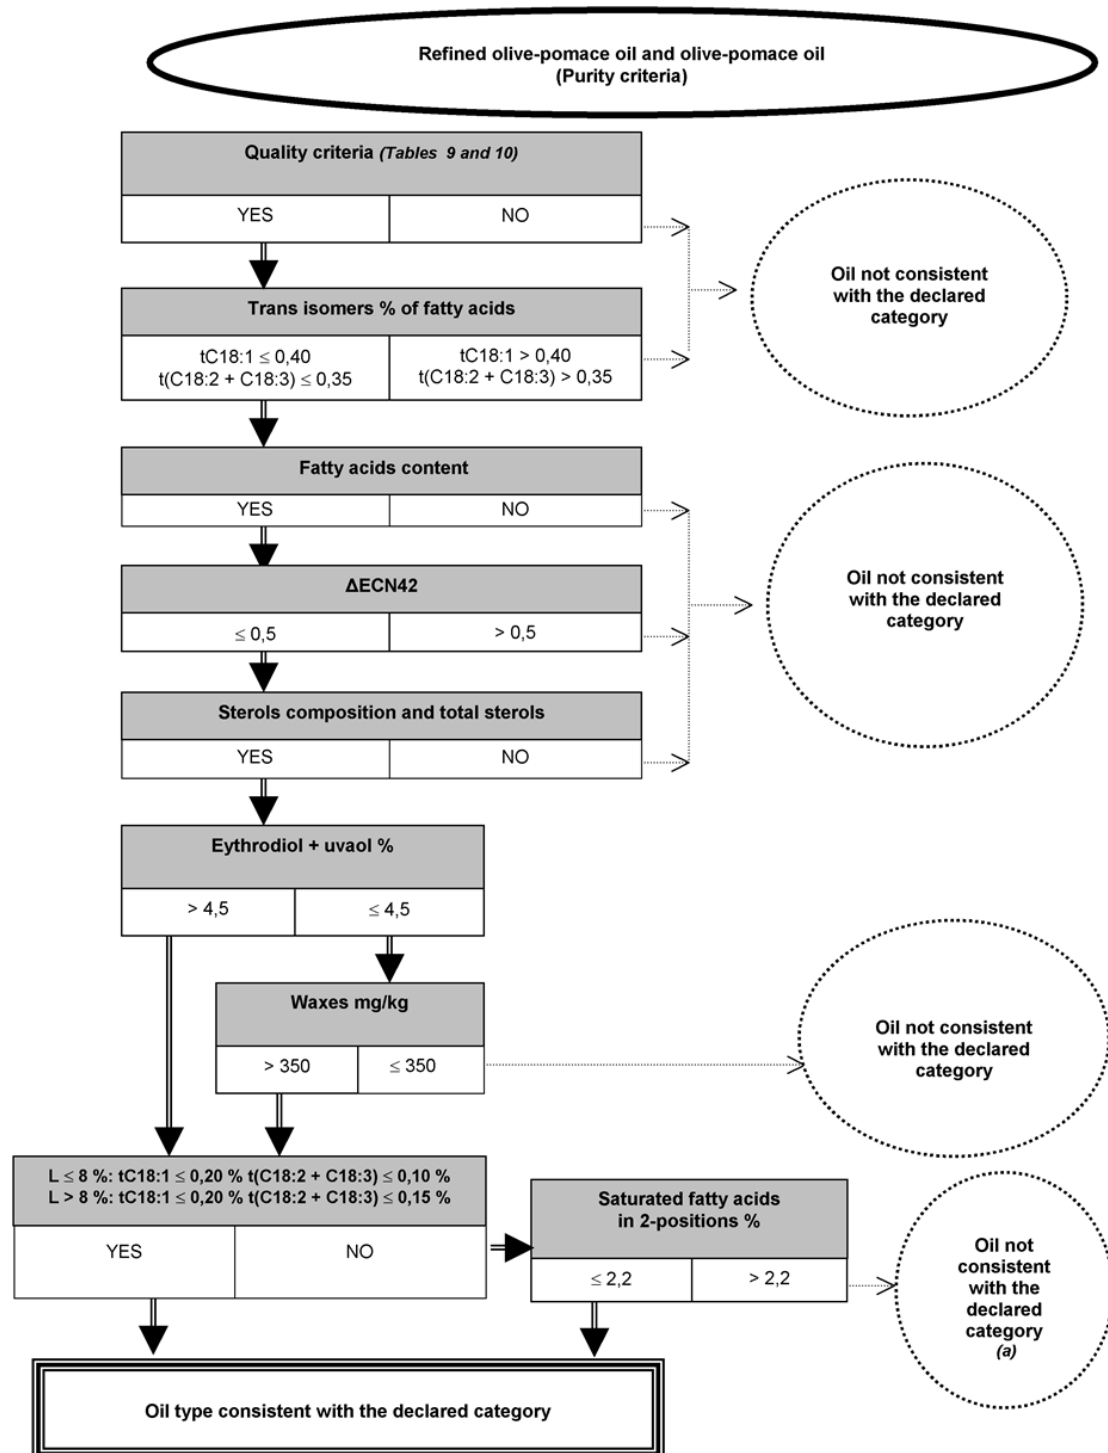 Refined olive-pomace oil and olive-pomace oil
(Purity criteria)
Quality criteria (Tables 9 and 10)
YES
NO
Oil not consistent
with the declared
category
Trans isomers % of fatty acids
tC18:1 ≤ 0,40
t(C18:2 + C18:3) ≤ 0,35
tC18:1 > 0,40
t(C18:2 + C18:3) > 0,35
Fatty acids content
YES
NO
Oil not consistent
with the declared
category
ΔECN42
≤ 0,5
> 0,5
Sterols composition and total sterols
YES
NO
Eythrodiol + uvaol %
> 4,5
≤ 4,5
Waxes mg/kg
> 350
≤ 350
Oil not consistent
with the declared
category
L ≤ 8 %: tC18:1 ≤ 0,20 % t(C18:2 + C18:3) ≤ 0,10 %
L > 8 %: tC18:1 ≤ 0,20 % t(C18:2 + C18:3) ≤ 0,15 %
YES
NO
Saturated fatty acids
in 2-positions %
≤ 2,2
> 2,2
Oil not
consistent
with the
declared
category
(a)
Oil type consistent with the declared category